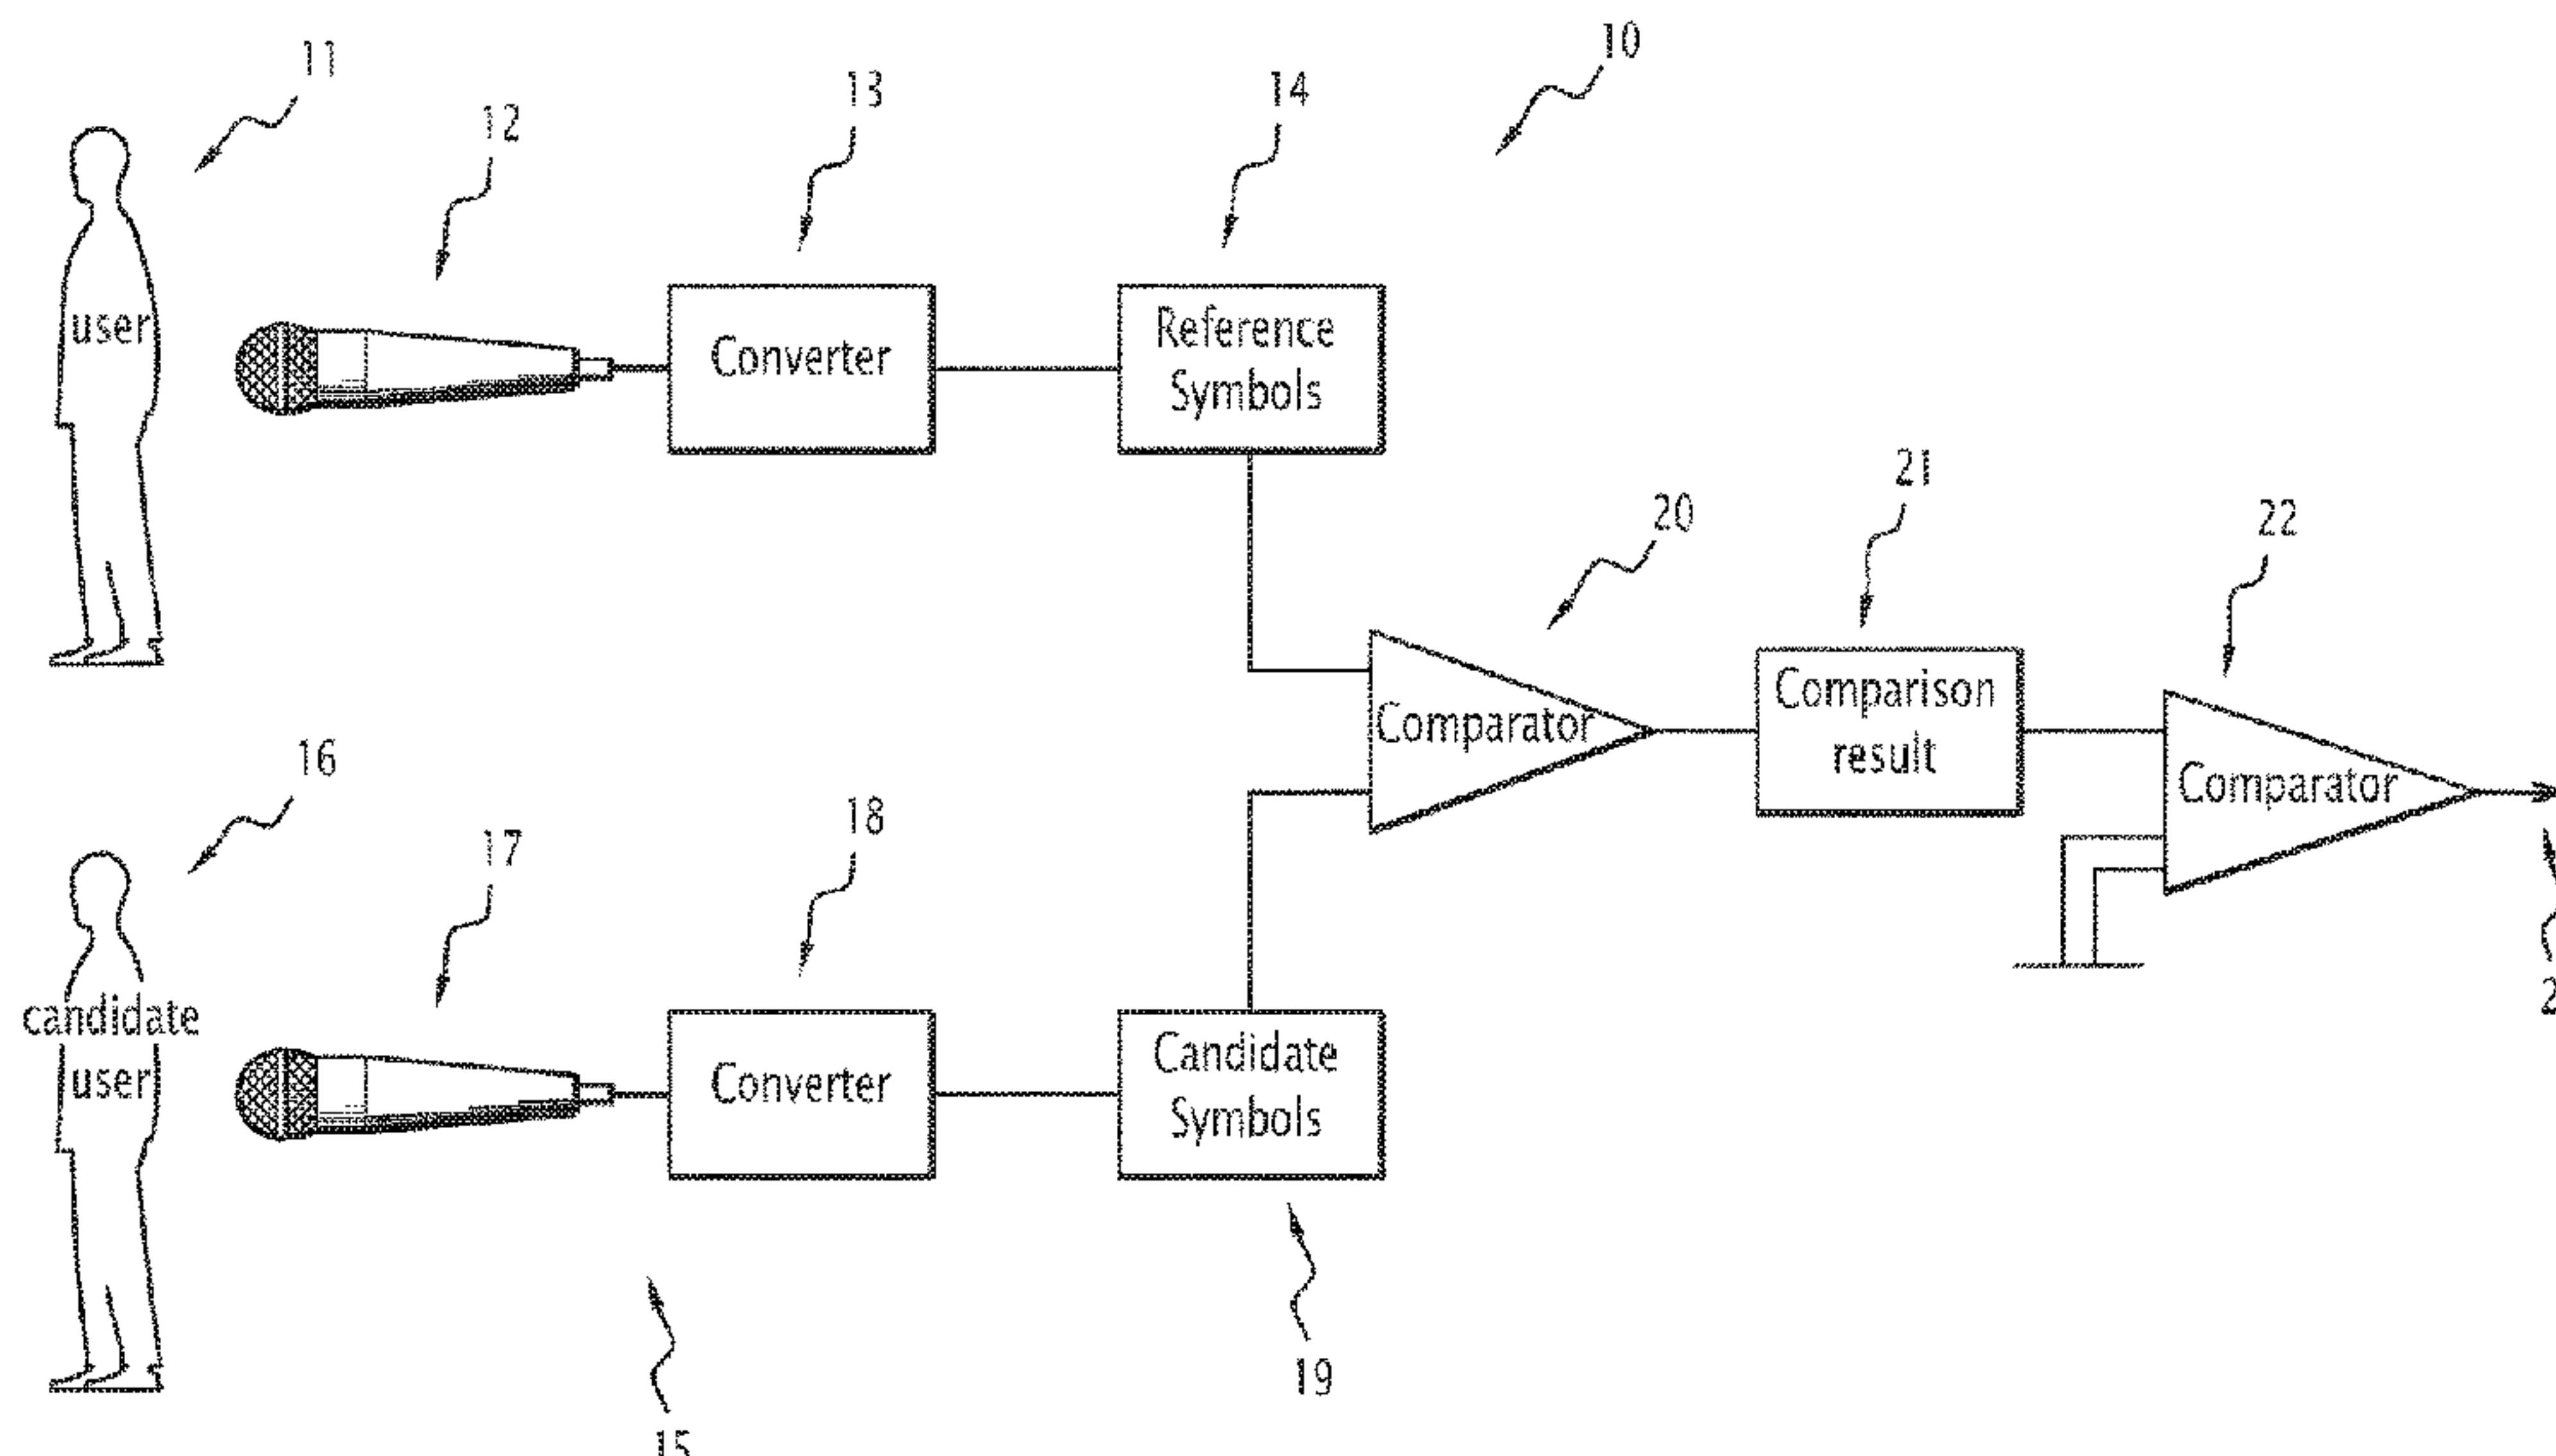 10
11
12
13
14
user
Converter
Reference
Symbols
20
21
22
Comparator
Comparison
result
Comparator
16
17
18
candidate
user
Converter
Candidate
Symbols
19
15